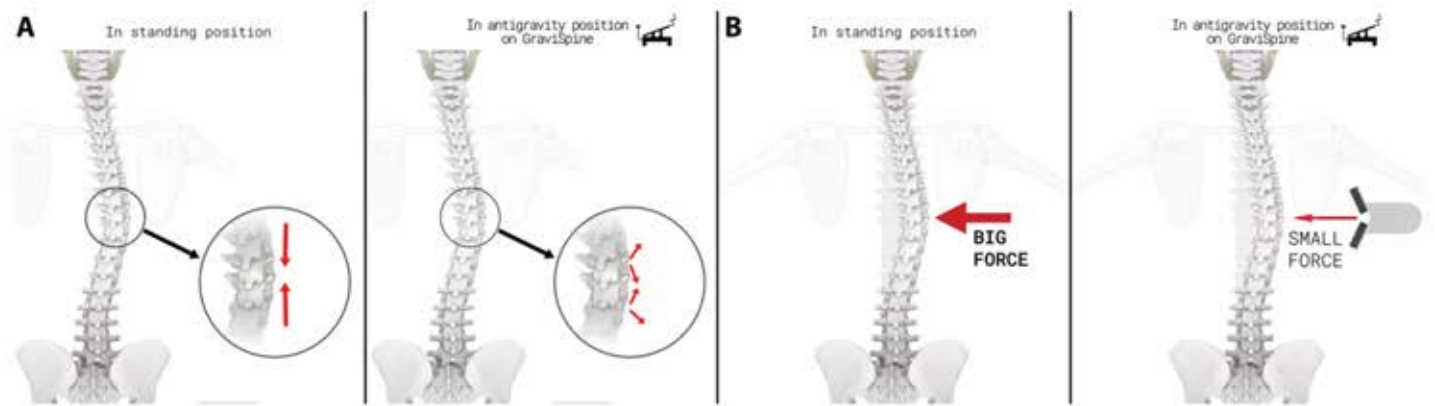 A
In standing position
In antigravity position
on GraviSpine
B
In standing position
In antigravity position
on GraviSpine
BIG
FORCE
SMALL
FORCE